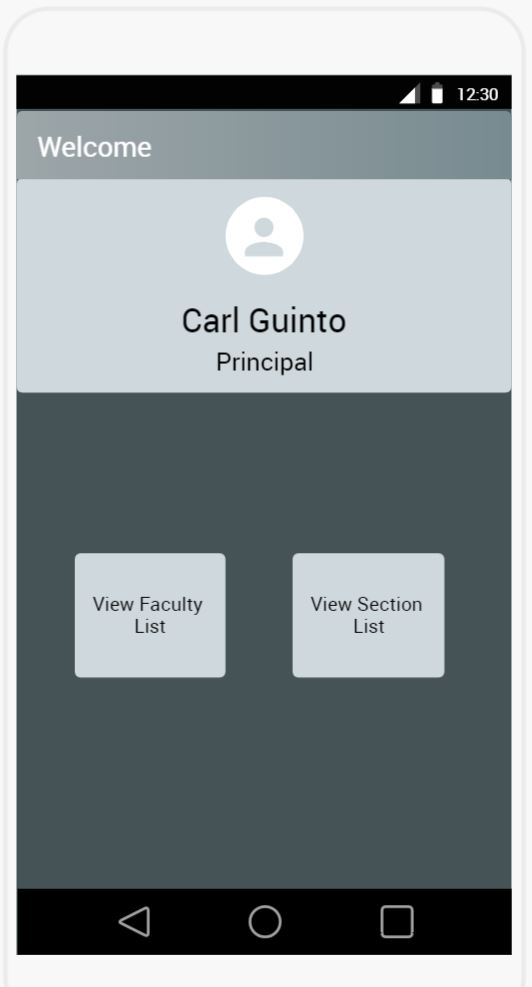 12:30
Welcome
Carl Guinto
Principal
View Faculty
List
View Section
List